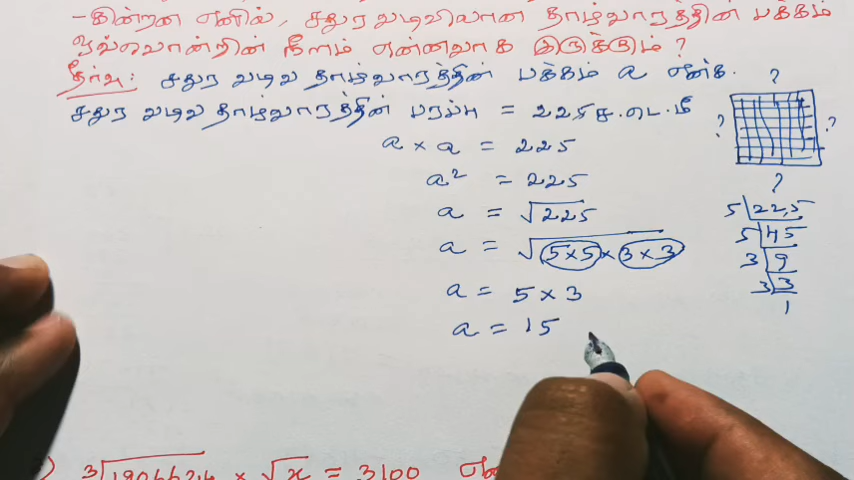 -கின்றன எனில், சதுர வடிவிலான தாழ்வாரத்தின் பக்கம்
ஒவ்வொன்றின் நீளம் என்னவாக இருக்கும் ?
தீர்வு: சதுர வடிவ தாழ்வாரத்தின் பக்கம் a என்க.
சதுர வடிவ தாழ்வாரத்தின் பரப்பு = 225 ச.டைமீ
a × a = 225
a² = 225
a = √225
a = √5×5×3×3
a = 5 × 3
a = 15
?
? ?
?
5 225
5 45
3 9
3 3
1
= 3100